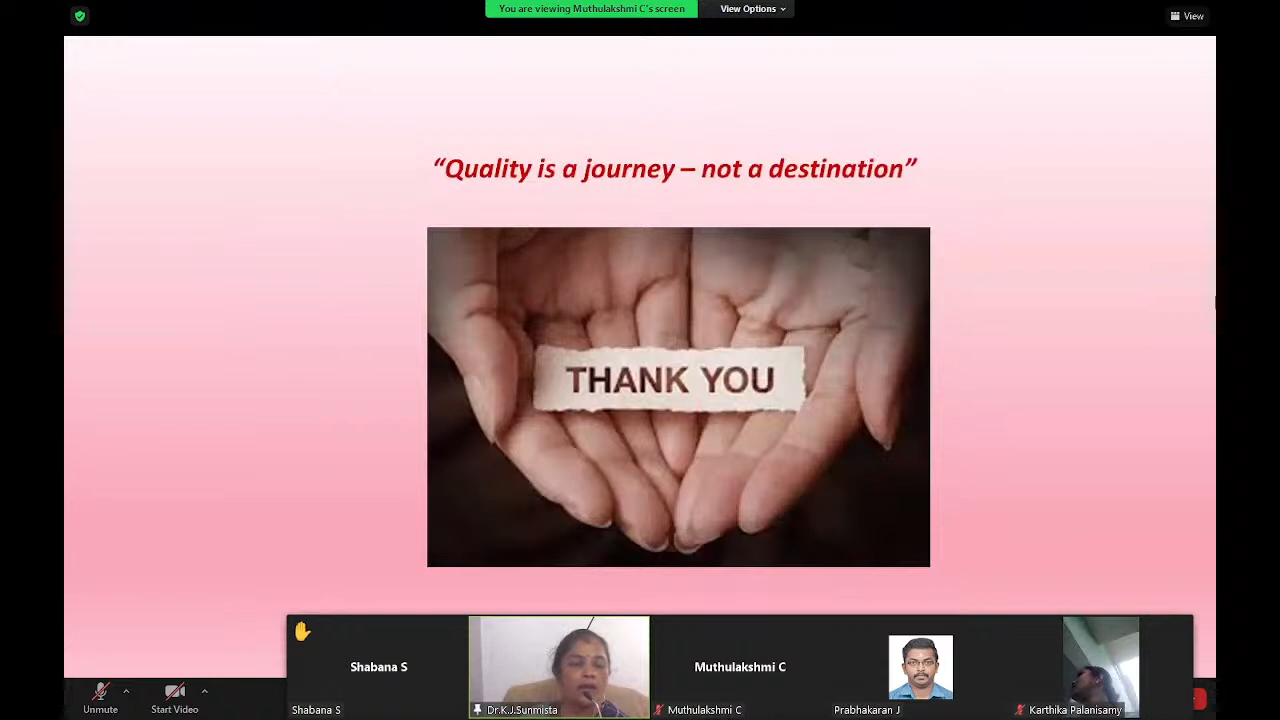 You are viewing Muthulakshmi C's screen
View Options
View
“Quality is a journey – not a destination”
THANK YOU
Shabana S
Muthulakshmi C
Unmute
Start Video
Shabana S
Dr.K.J.Sunmista
Muthulakshmi C
Prabhakaran J
Karthika Palanisamy